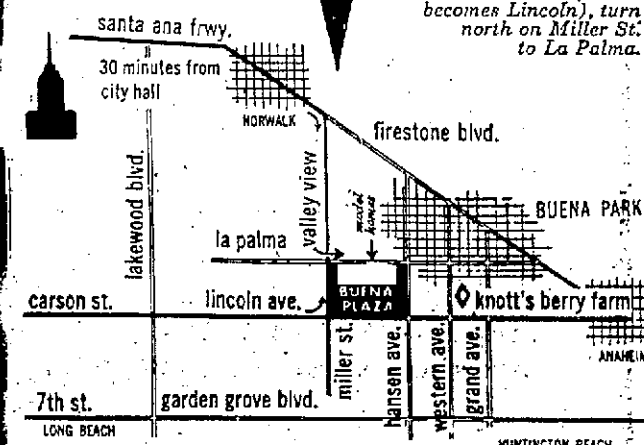 becomes Lincoln), turn
north on Miller St.
to La Palma.
santa ana frwy.
30 minutes from
city hall
NORWALK
firestone blvd.
lakewood blvd.
valley view
model
homes
BUENA PARK
la palma
carson st.
lincoln ave.
BUENA
PLAZA
knott's berry farm
ANAHEIM
miller st.
hansen ave.
western ave.
grand ave.
7th st.
garden grove blvd.
LONG BEACH
HUNTINGTON BEACH